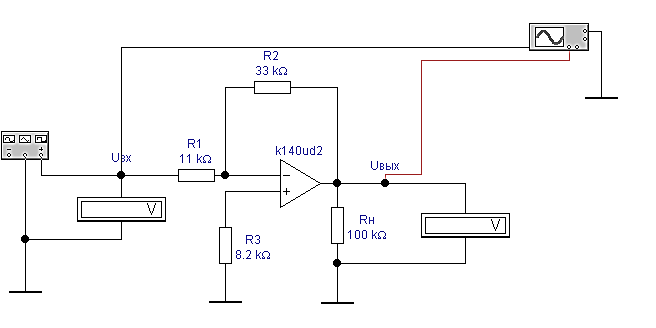 R2
33 kΩ
R1
11 kΩ
k140ud2
Uвх
Uвых
−
+
V
R3
8.2 kΩ
Rн
100 kΩ
V